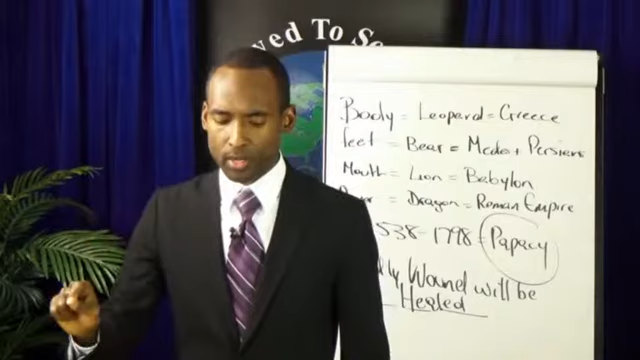 ved To Se
Body = Leopard = Greece
feet = Bear = Medes + Persians
Mouth = Lion = Babylon
= Dragon = Roman Empire
538 - 1798 = Papacy
Wound will be
Healed